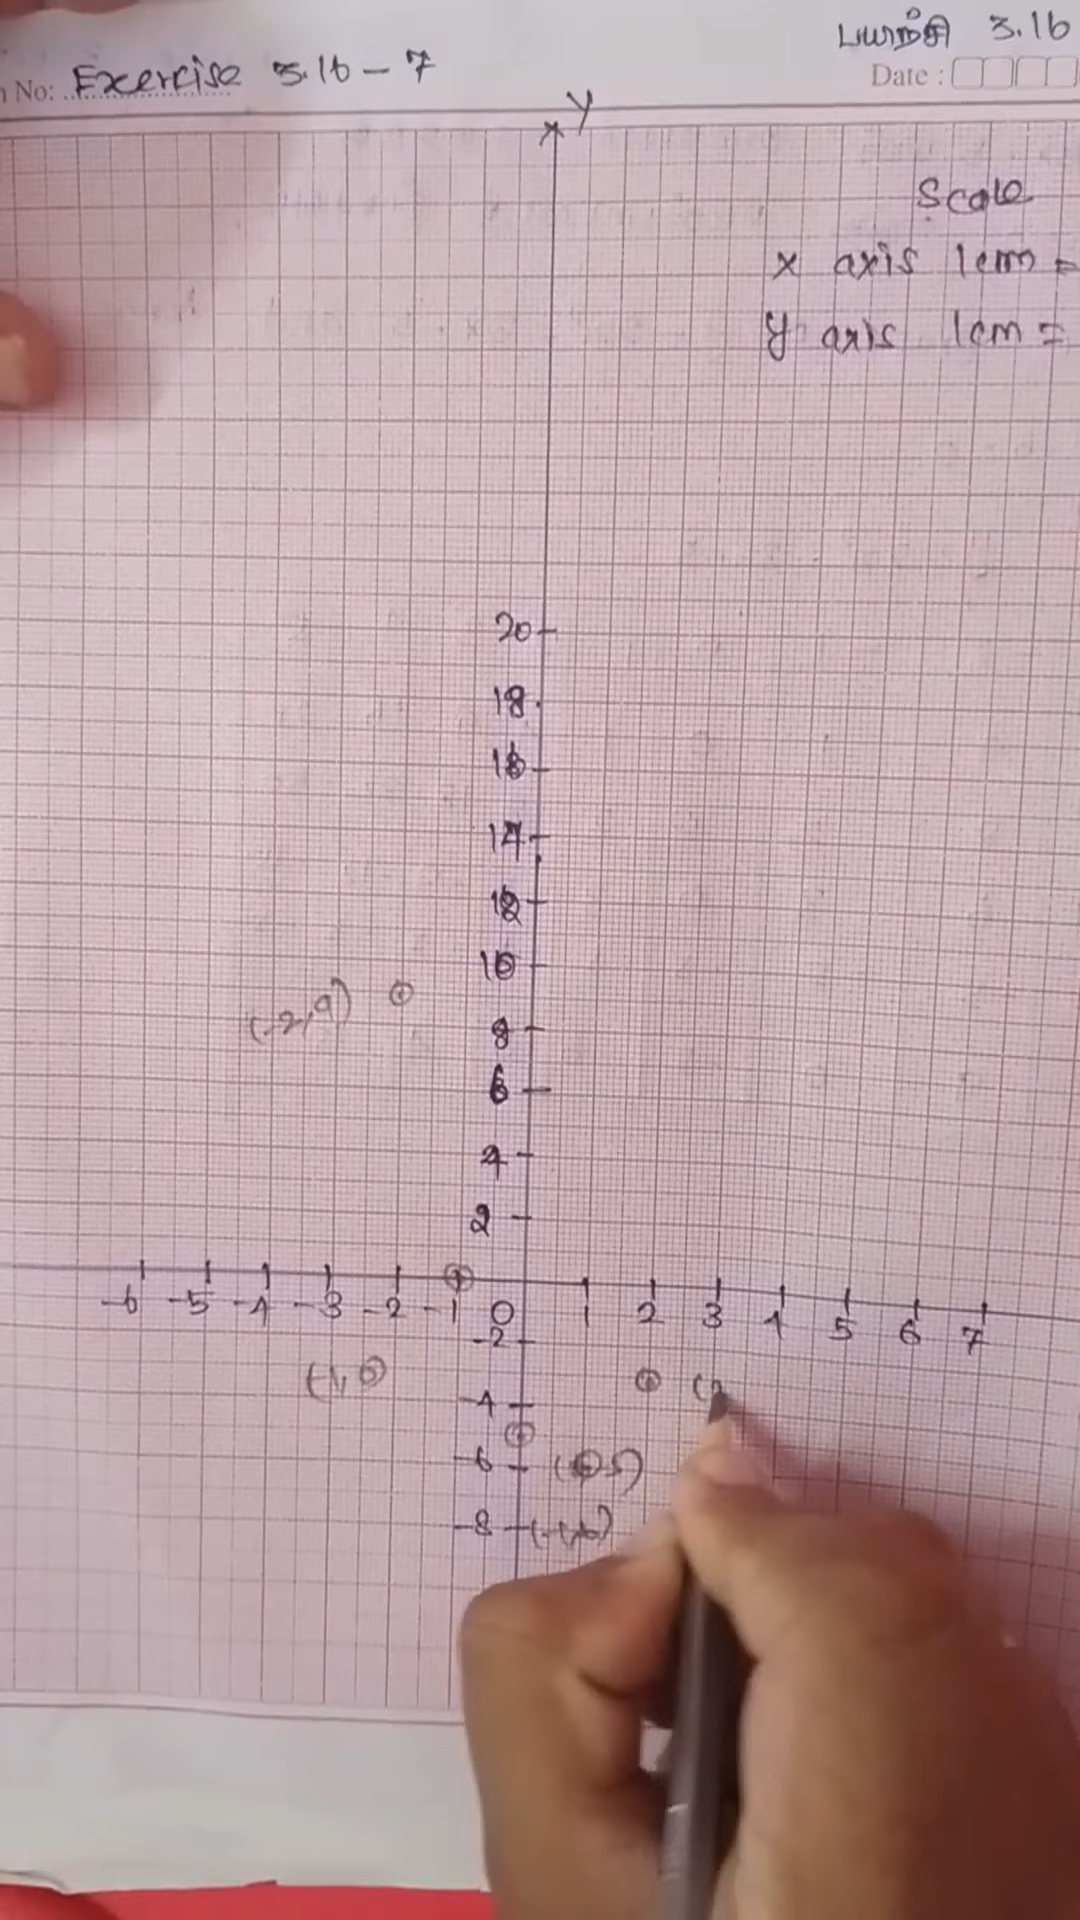 பயிற்சி 3.16
No: Exercise 3.16 - 7
Date :
Y
Scale
x axis 1cm =
y axis 1cm =
20
18
16
14
12
10
(-2,9)
8
6
4
2
-6 -5 -4 -3 -2 -1 0 1 2 3 4 5 6 7
-2
-4
-6
-8